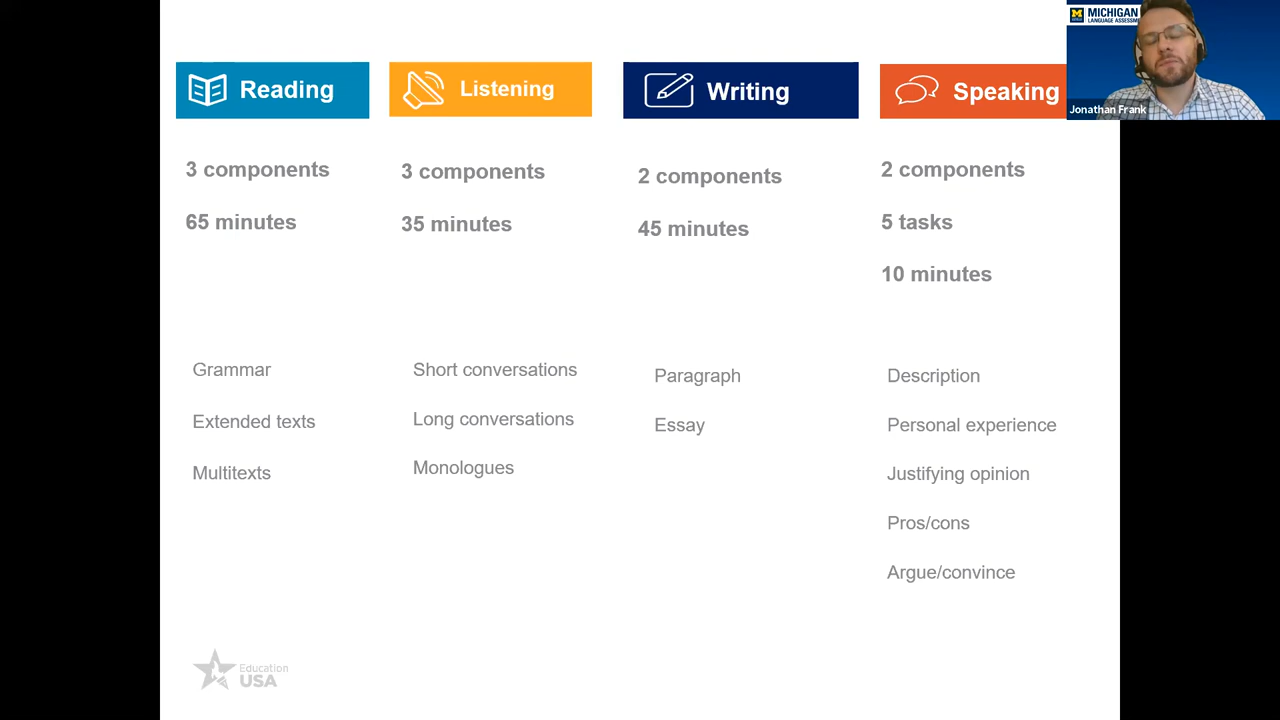 Reading
3 components
65 minutes
Grammar
Extended texts
Multitexts
Listening
3 components
35 minutes
Short conversations
Long conversations
Monologues
Writing
2 components
45 minutes
Paragraph
Essay
Speaking
2 components
5 tasks
10 minutes
Description
Personal experience
Justifying opinion
Pros/cons
Argue/convince
MICHIGAN
LANGUAGE ASSESSM
Jonathan Frank
Education
USA